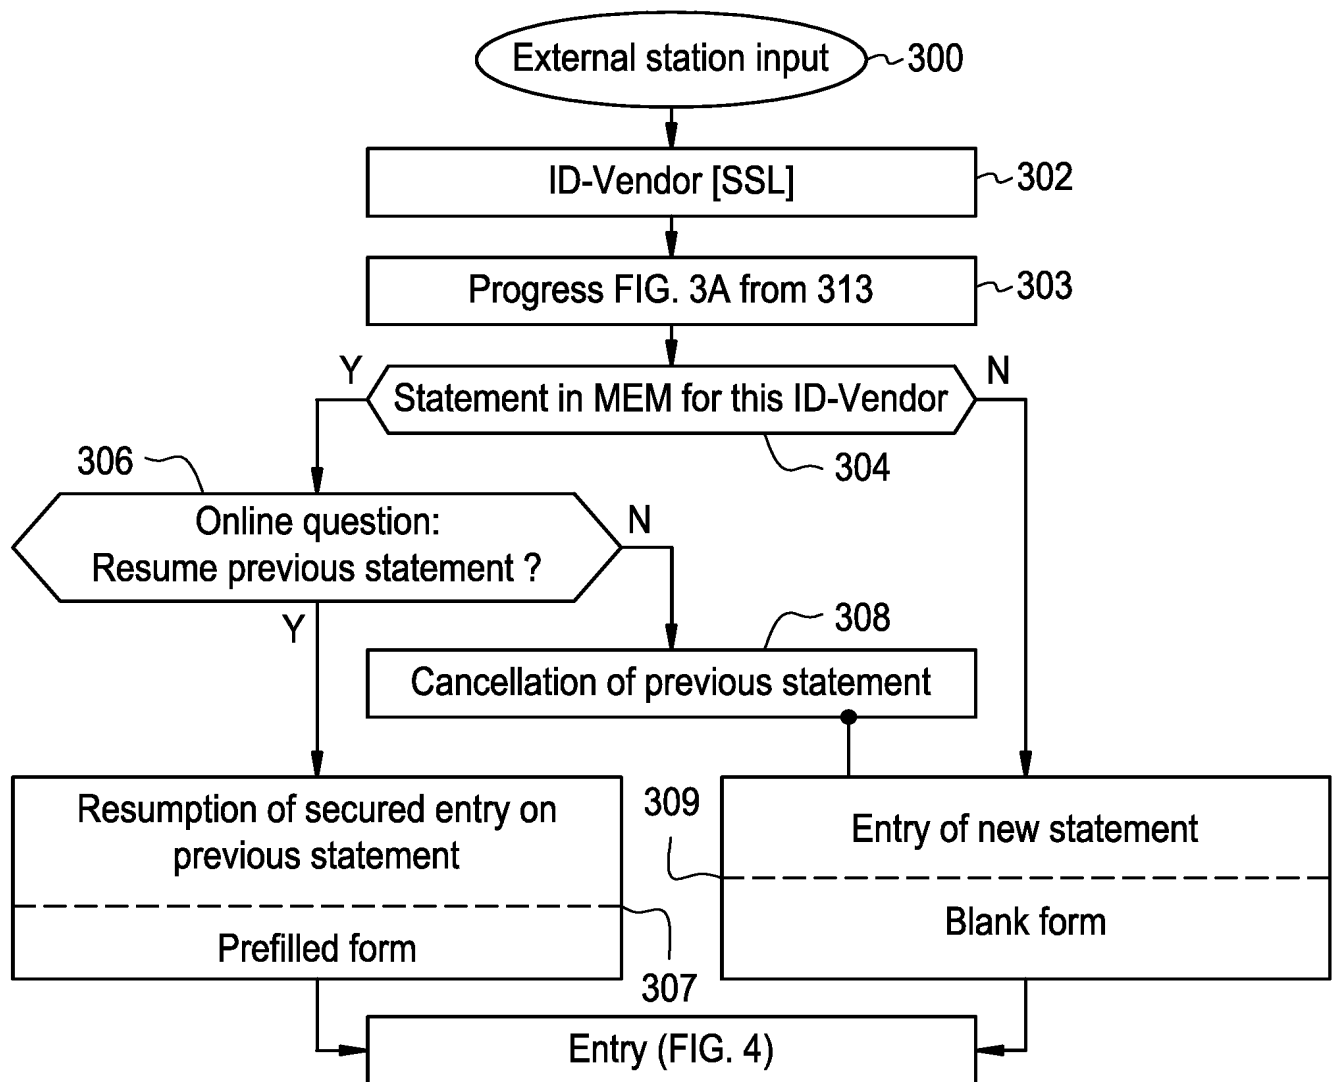 External station input
300
ID-Vendor [SSL]
302
Progress FIG. 3A from 313
303
Y
N
Statement in MEM for this ID-Vendor
304
306
Online question:
Resume previous statement ?
N
Y
308
Cancellation of previous statement
Resumption of secured entry on
previous statement
Prefilled form
307
309
Entry of new statement
Blank form
Entry (FIG. 4)